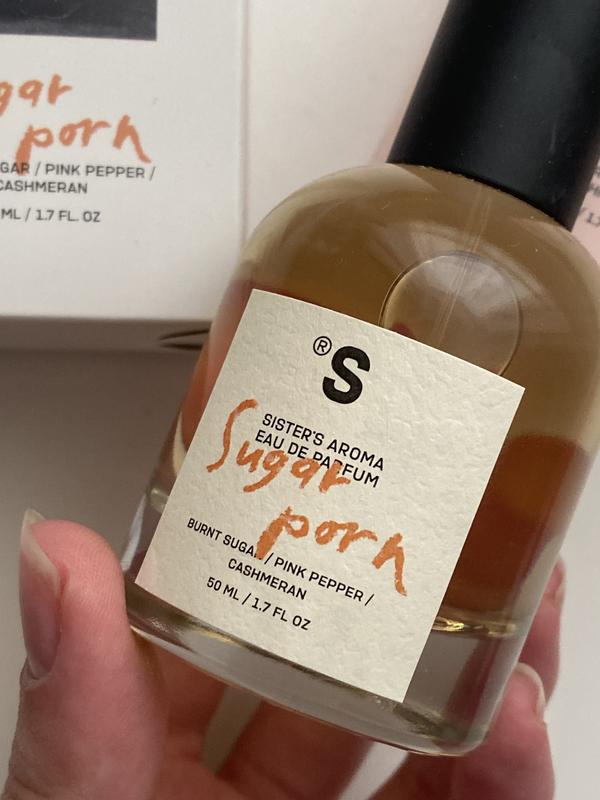 gar
porn
GAR / PINK PEPPER /
CASHMERAN
ML / 1.7 FL. OZ
®S
SISTER'S AROMA
EAU DE PARFUM
Sugar
porn
BURNT SUGAR / PINK PEPPER /
CASHMERAN
50 ML / 1.7 FL OZ